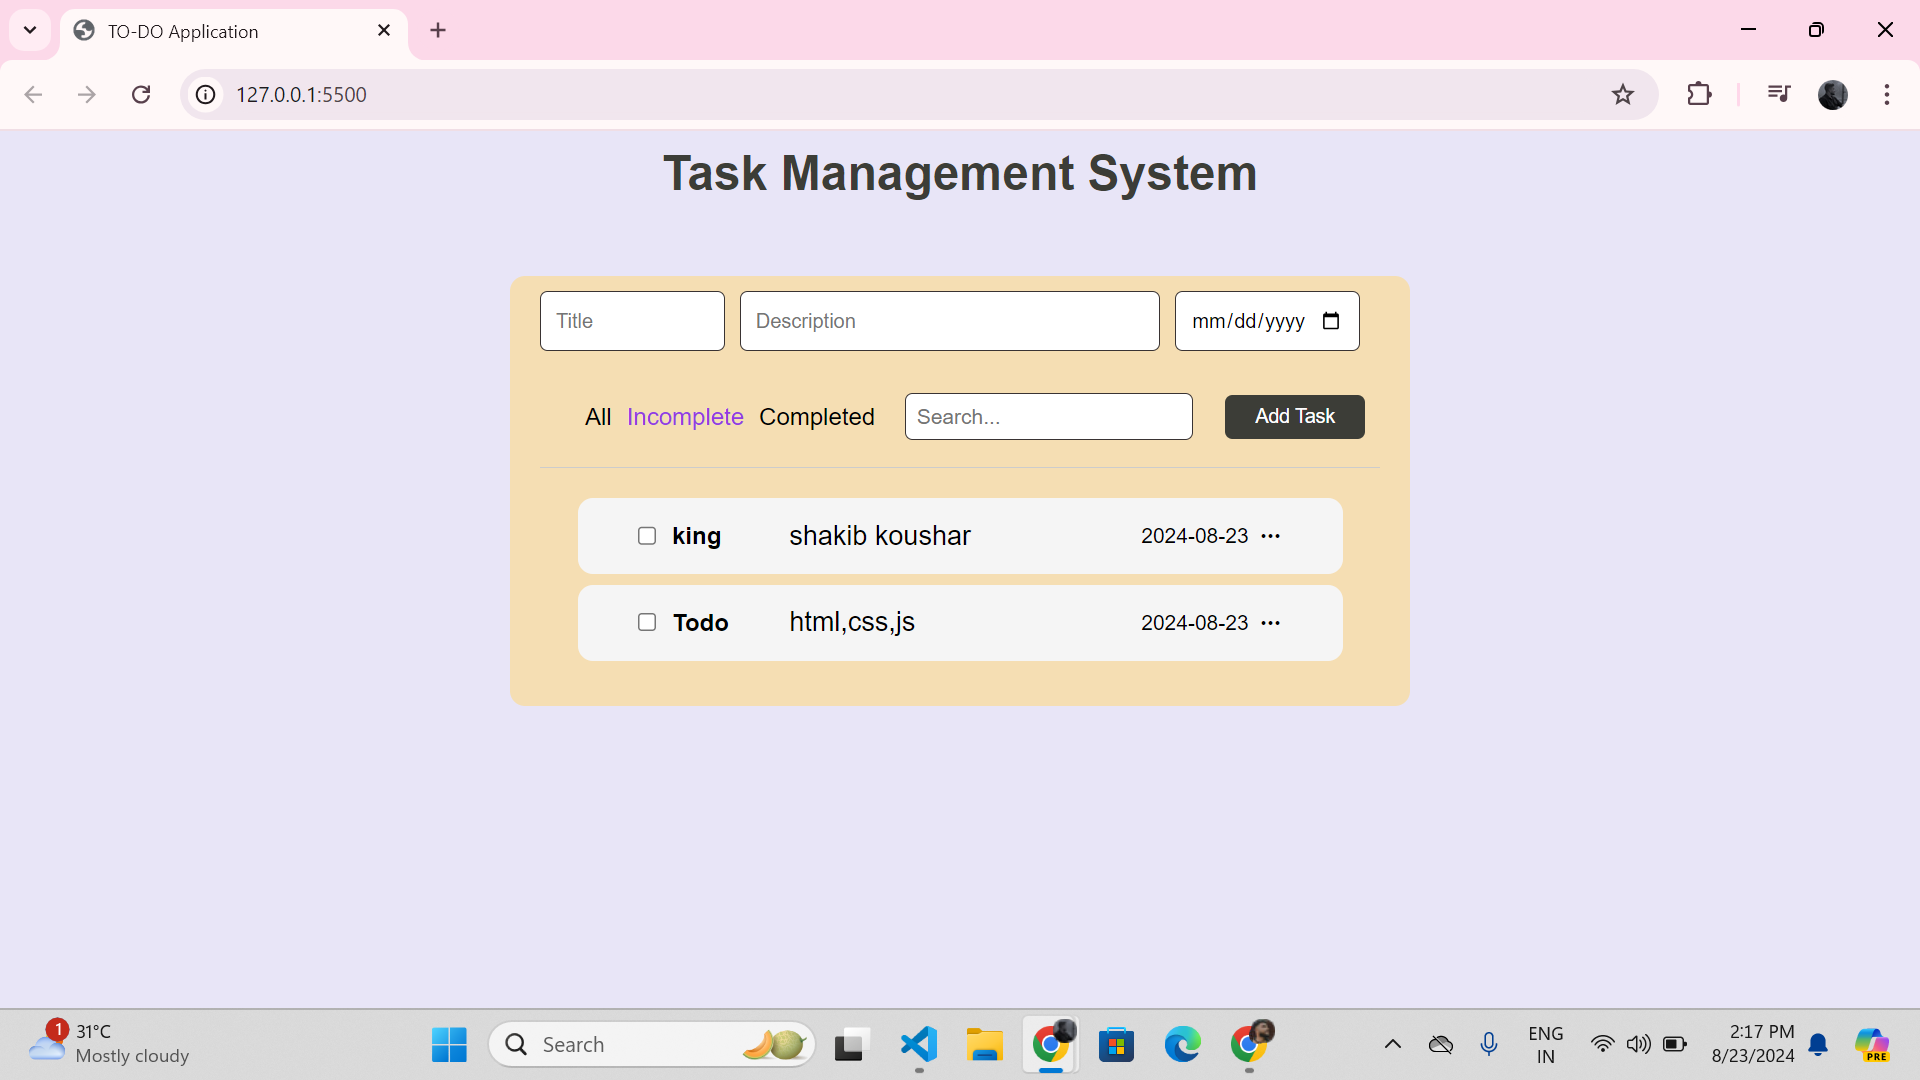 TO-DO Application
127.0.0.1:5500
Task Management System
Title
Description
mm/dd/yyyy
All Incomplete Completed
Search...
Add Task
king shakib koushar 2024-08-23
Todo html,css,js 2024-08-23
1
31°C
Mostly cloudy
Search
ENG
IN
2:17 PM
8/23/2024
PRE